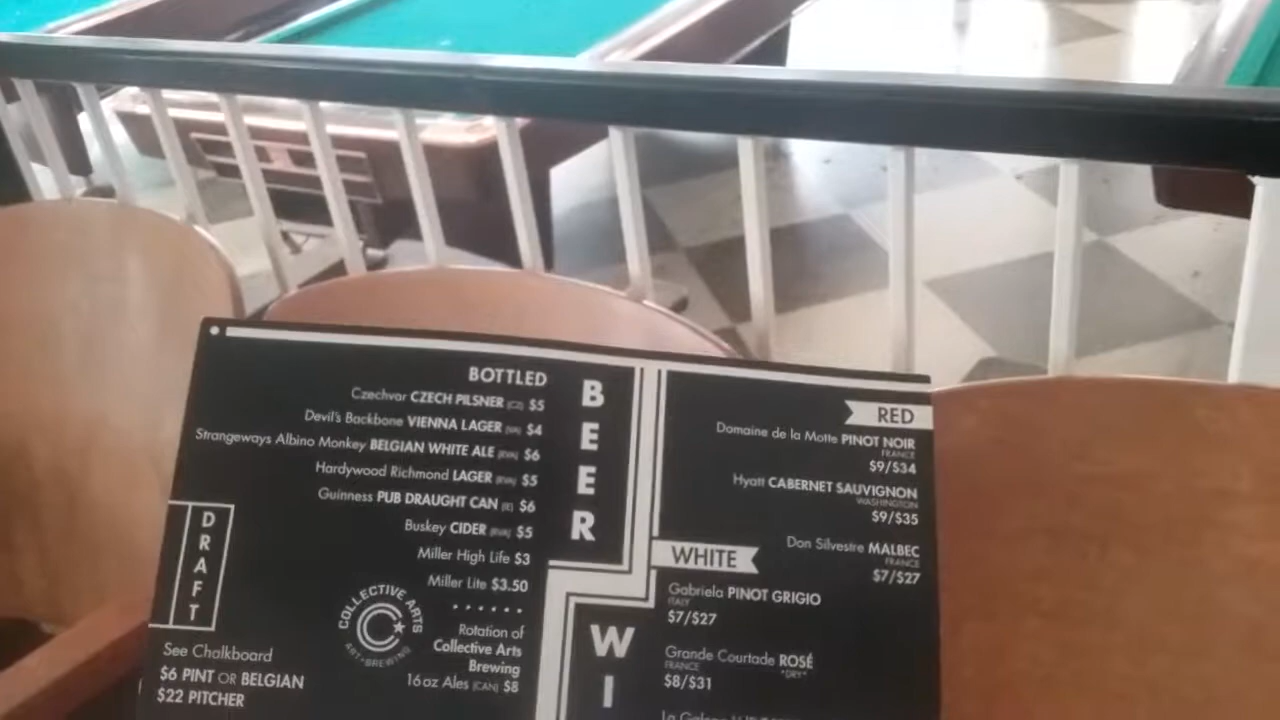 BOTTLED
Czechvar CZECH PILSNER (CZ) $5
Devil's Backbone VIENNA LAGER (VA) $4
Strangeways Albino Monkey BELGIAN WHITE ALE (RVA) $6
Hardywood Richmond LAGER (RVA) $5
Guinness PUB DRAUGHT CAN (IE) $6
Buskey CIDER (RVA) $5
Miller High Life $3
Miller Lite $3.50
Rotation of
Collective Arts
Brewing
16oz Ales (CAN) $8
COLLECTIVE ARTS
ART • BREWING
DRAFT
See Chalkboard
$6 PINT OR BELGIAN
$22 PITCHER
BEER
RED
Domaine de la Motte PINOT NOIR
FRANCE
$9/$34
Hyatt CABERNET SAUVIGNON
WASHINGTON
$9/$35
Don Silvestre MALBEC
FRANCE
$7/$27
WHITE
Gabriela PINOT GRIGIO
ITALY
$7/$27
Grande Courtade ROSÉ
FRANCE "DRY"
$8/$31
WI